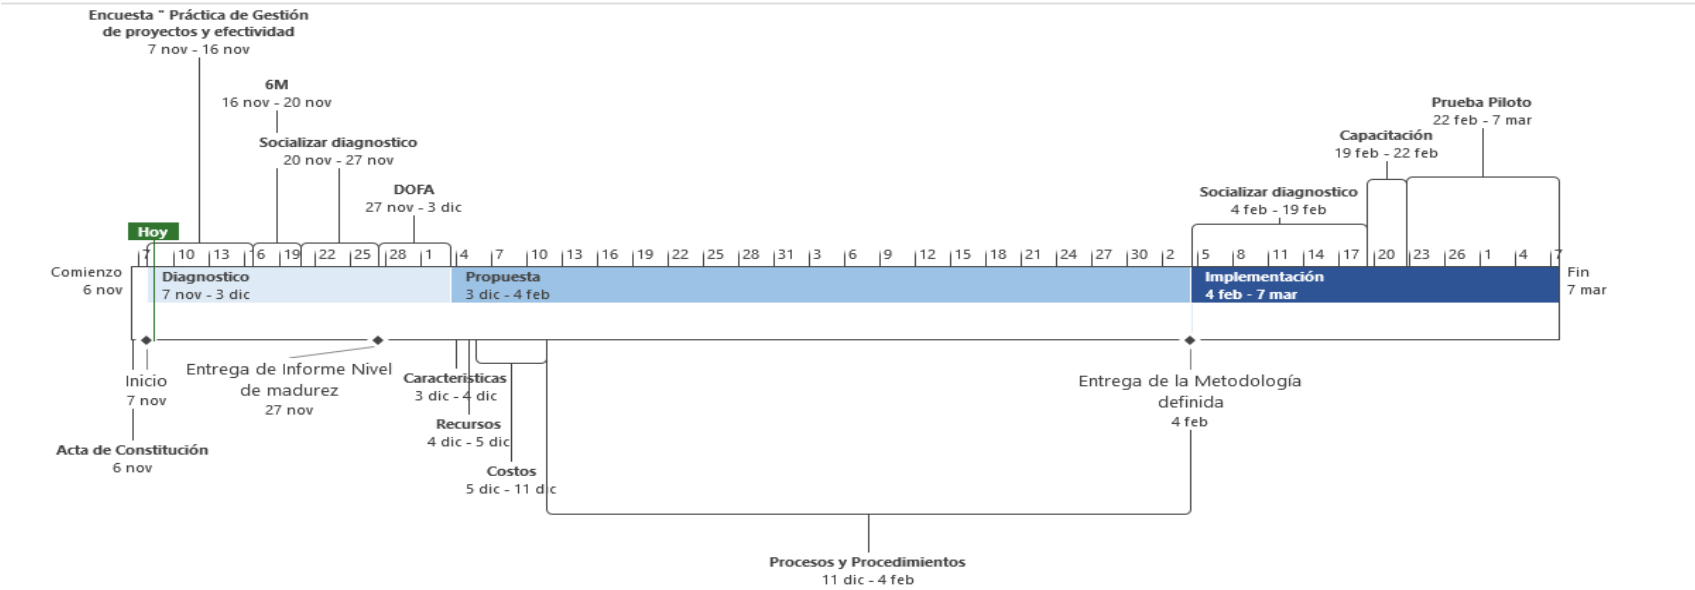 Encuesta " Práctica de Gestión
de proyectos y efectividad
7 nov - 16 nov
6M
16 nov - 20 nov
Socializar diagnostico
20 nov - 27 nov
DOFA
27 nov - 3 dic
Prueba Piloto
22 feb - 7 mar
Capacitación
19 feb - 22 feb
Socializar diagnostico
4 feb - 19 feb
Hoy
7 10 13 16 19 22 25 28 1 4 7 10 13 16 19 22 25 28 31 3 6 9 12 15 18 21 24 27 30 2 5 8 11 14 17 20 23 26 1 4 7
Comienzo
6 nov
Diagnostico
7 nov - 3 dic
Propuesta
3 dic - 4 feb
Implementación
4 feb - 7 mar
Fin
7 mar
Inicio
7 nov
Acta de Constitución
6 nov
Entrega de Informe Nivel
de madurez
27 nov
Caracteristicas
3 dic - 4 dic
Recursos
4 dic - 5 dic
Costos
5 dic - 11 dic
Entrega de la Metodología
definida
4 feb
Procesos y Procedimientos
11 dic - 4 feb